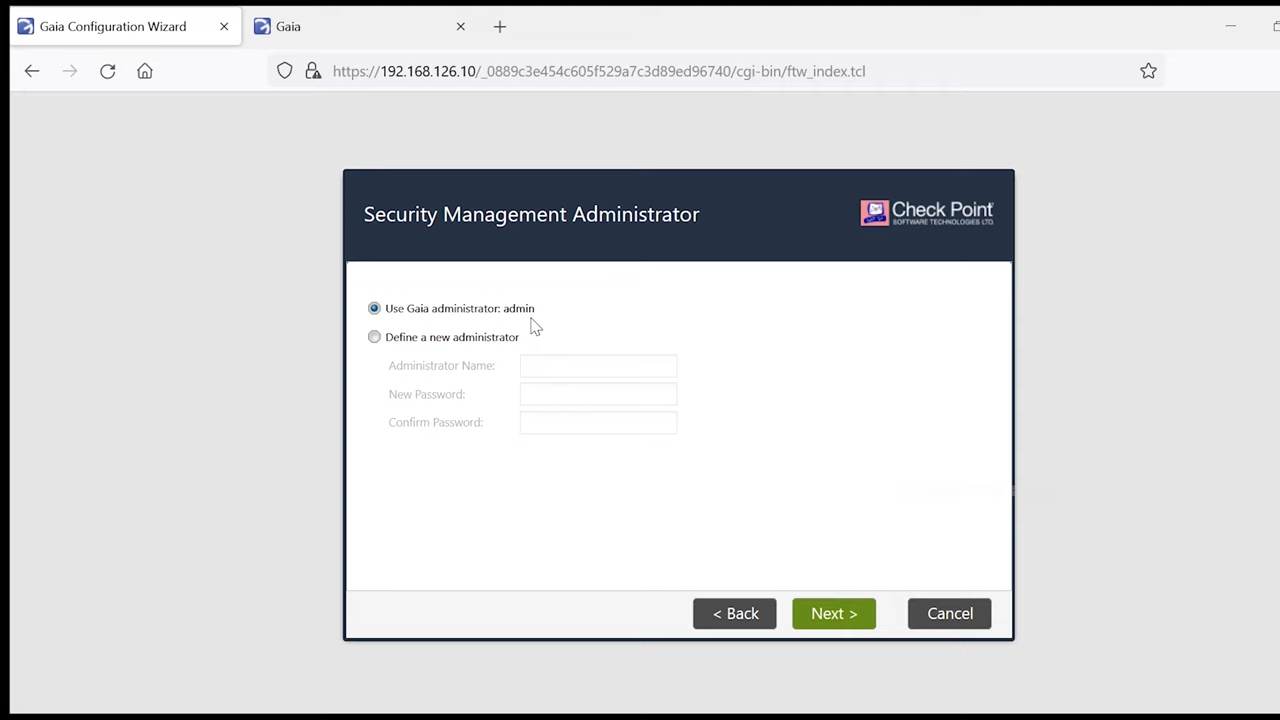 Gaia Configuration Wizard
Gaia
https://192.168.126.10/_0889c3e454c605f529a7c3d89ed96740/cgi-bin/ftw_index.tcl
Security Management Administrator
Check Point
SOFTWARE TECHNOLOGIES LTD.
Use Gaia administrator: admin
Define a new administrator
Administrator Name:
New Password:
Confirm Password:
< Back
Next >
Cancel